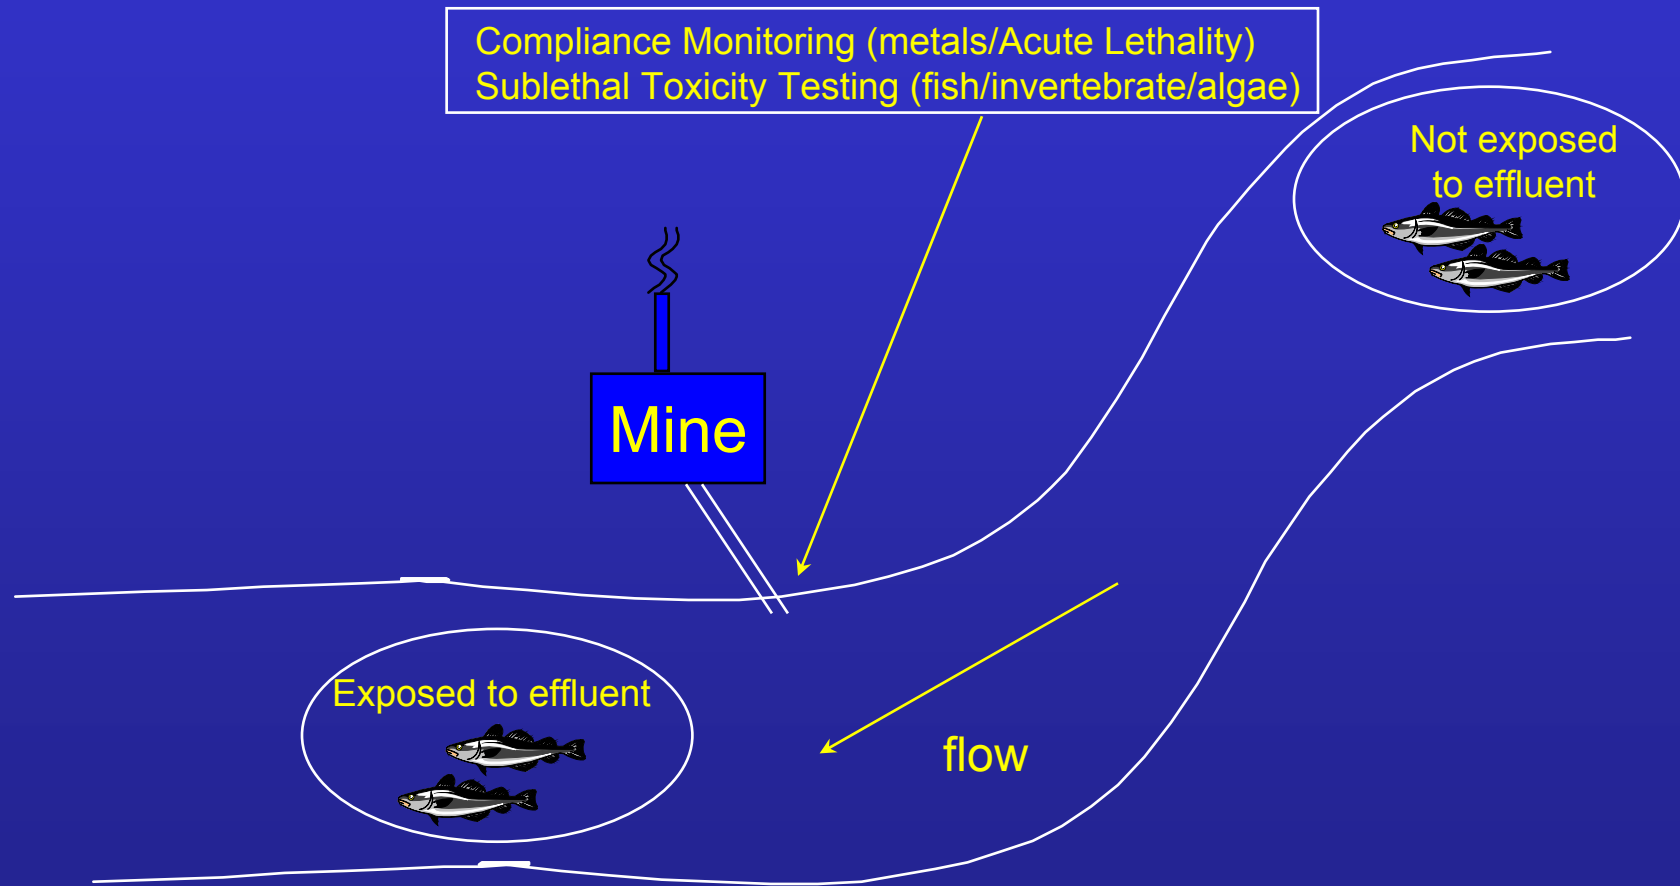 Compliance Monitoring (metals/Acute Lethality)
Sublethal Toxicity Testing (fish/invertebrate/algae)
Not exposed
to effluent
Mine
Exposed to effluent
flow